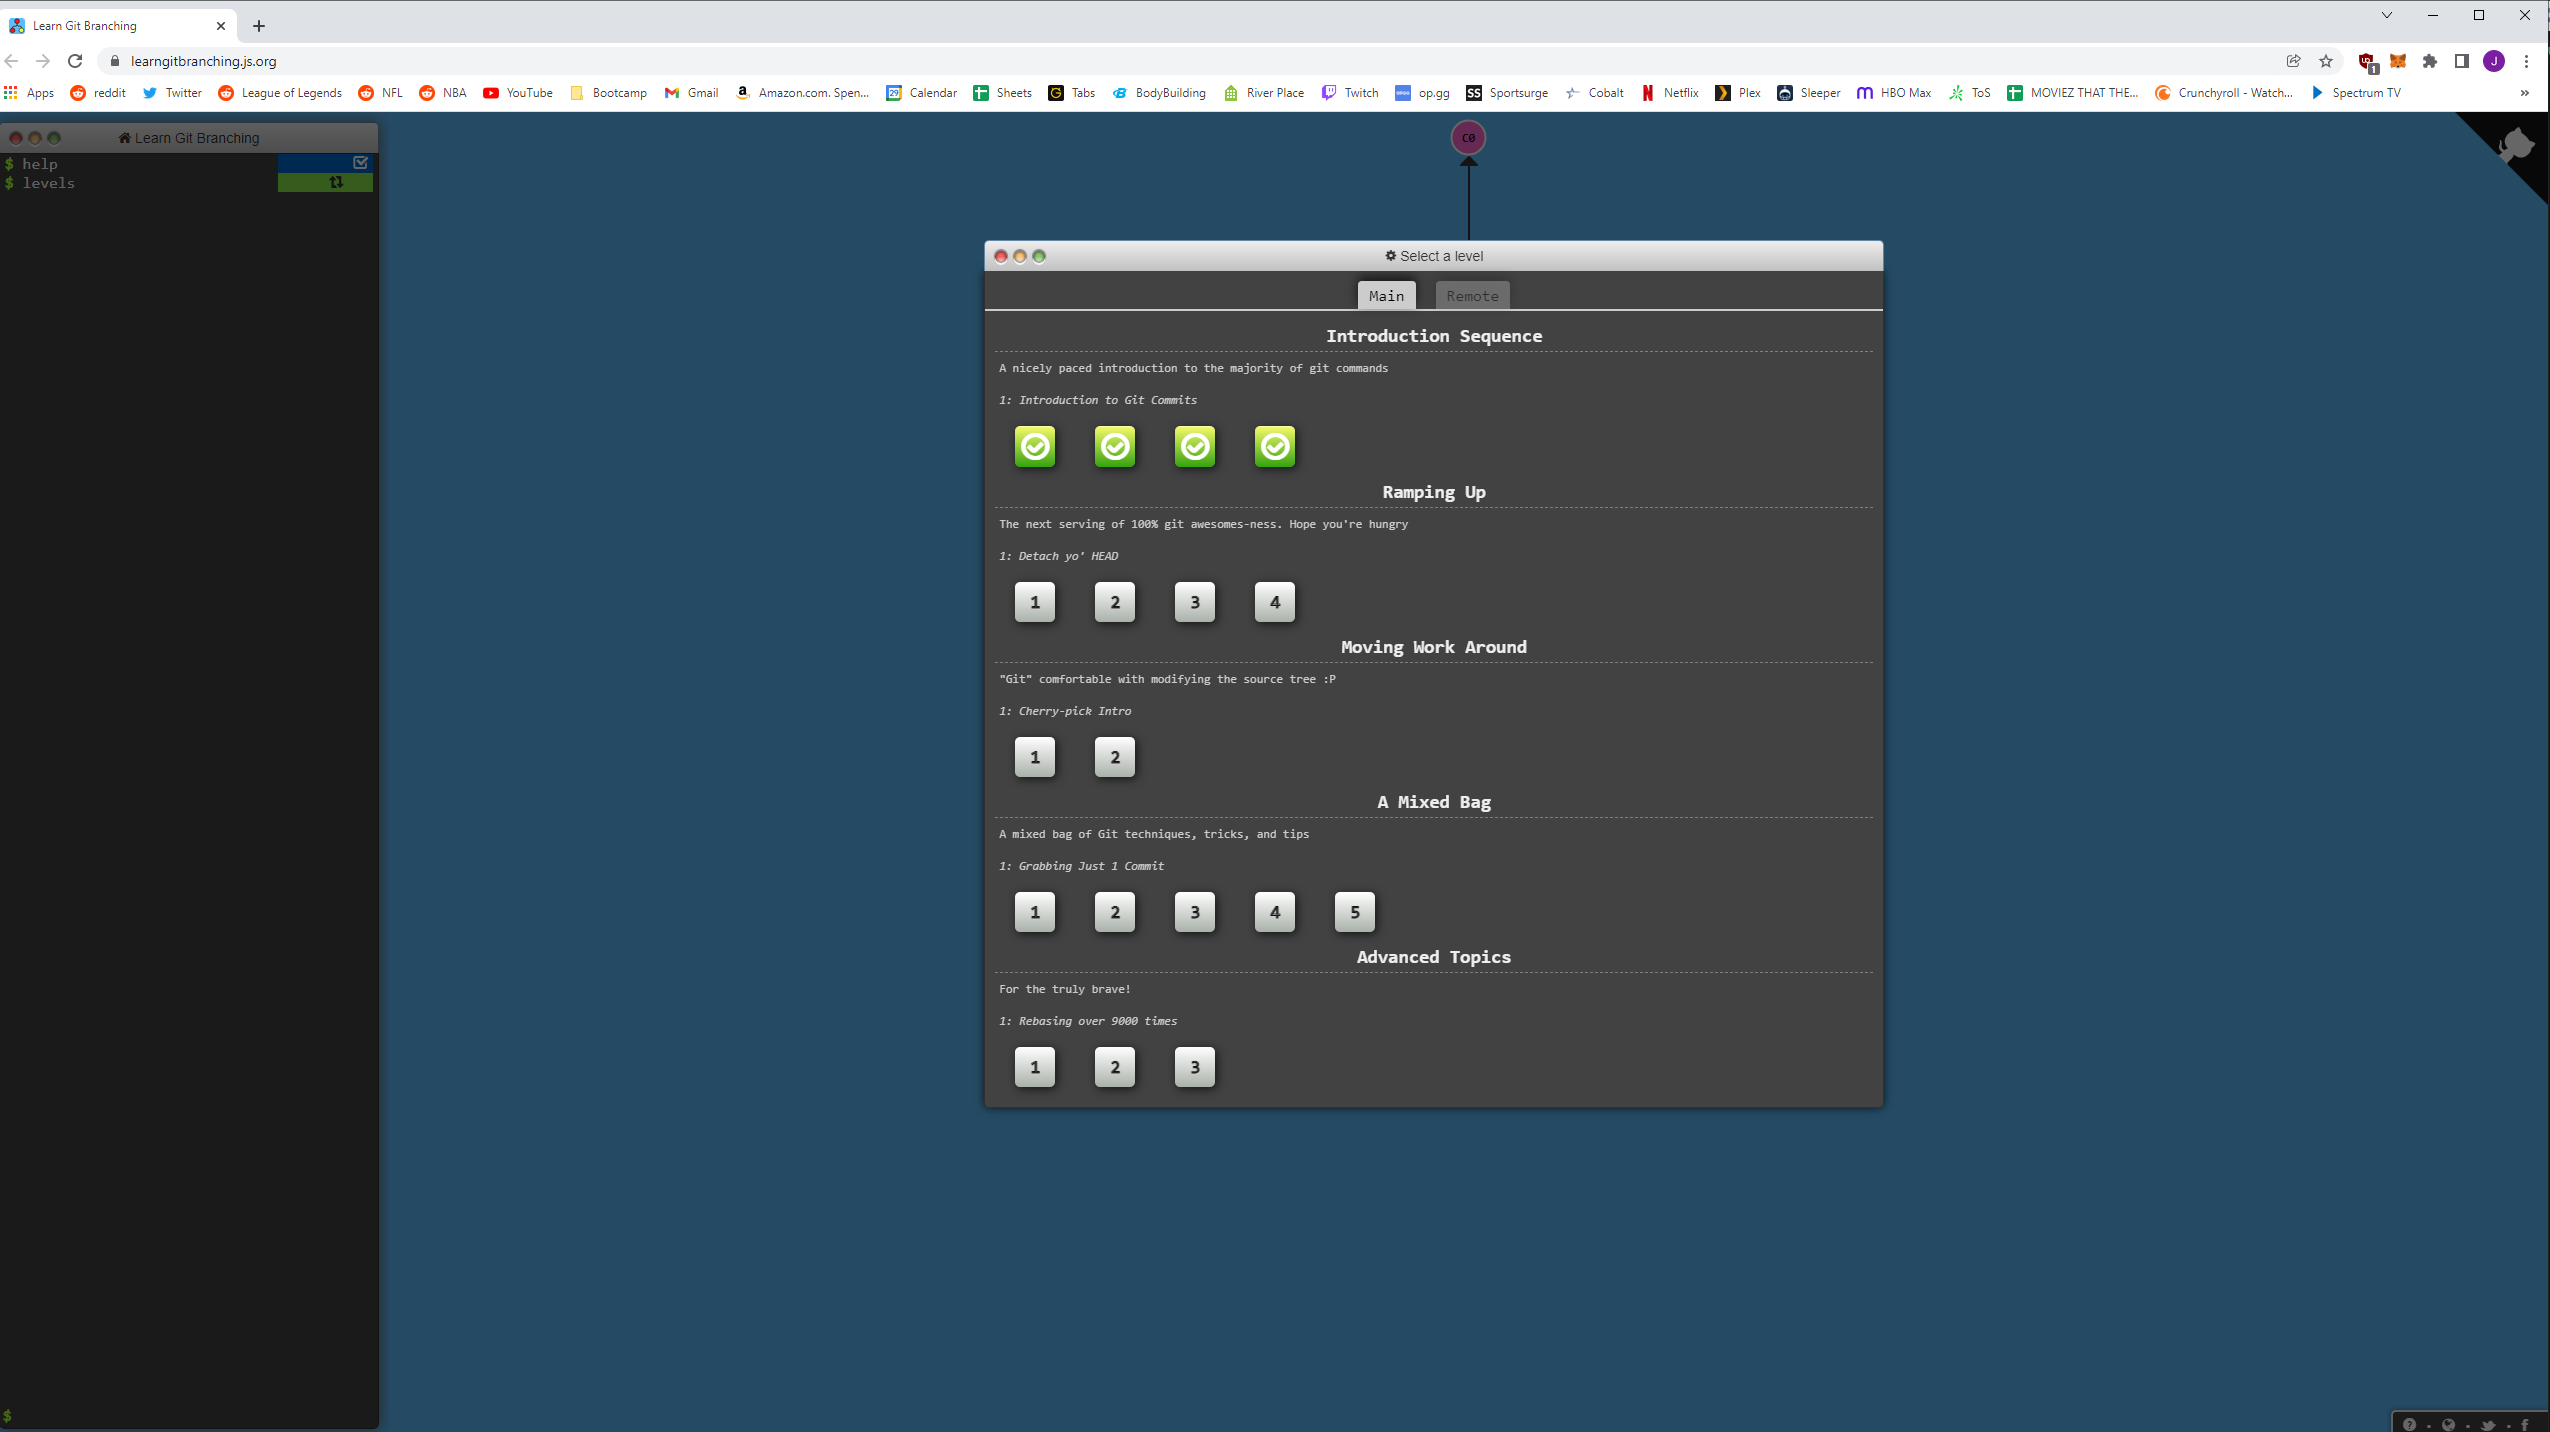 Learn Git Branching
learngitbranching.js.org
1
J
Apps reddit Twitter League of Legends NFL NBA YouTube Bootcamp Gmail Amazon.com. Spen... 29 Calendar Sheets Tabs BodyBuilding River Place Twitch op.gg SS Sportsurge Cobalt Netflix Plex Sleeper HBO Max ToS MOVIEZ THAT THE... Crunchyroll - Watch... Spectrum TV »
Learn Git Branching
$ help
$ levels
$
C0
Select a level
Main Remote
Introduction Sequence
A nicely paced introduction to the majority of git commands
1: Introduction to Git Commits
Ramping Up
The next serving of 100% git awesomes-ness. Hope you're hungry
1: Detach yo' HEAD
1 2 3 4
Moving Work Around
"Git" comfortable with modifying the source tree :P
1: Cherry-pick Intro
1 2
A Mixed Bag
A mixed bag of Git techniques, tricks, and tips
1: Grabbing Just 1 Commit
1 2 3 4 5
Advanced Topics
For the truly brave!
1: Rebasing over 9000 times
1 2 3